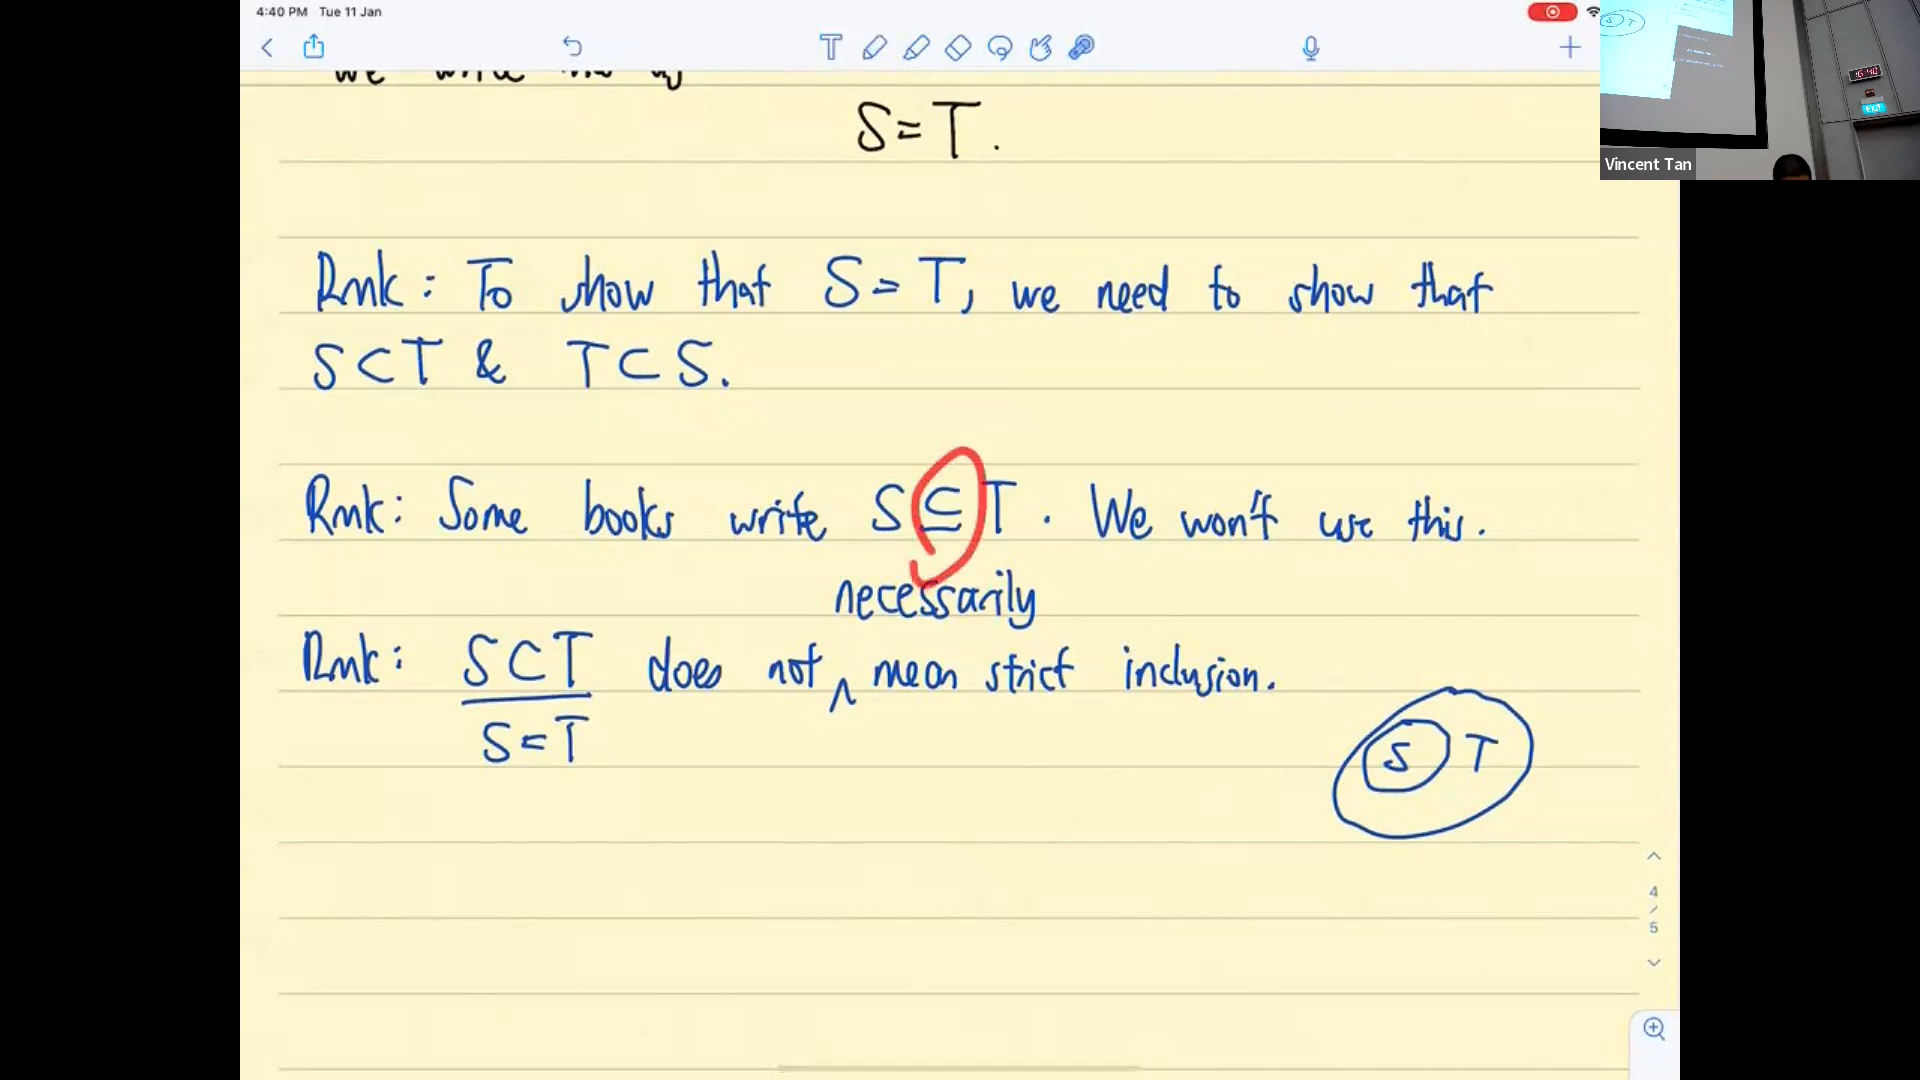 4:40 PM Tue 11 Jan
S = T.
Rmk: To show that S = T, we need to show that
S ⊂ T & T ⊂ S.
Rmk: Some books write S ⊆ T. We won't use this.
necessarily
Rmk: S ⊂ T does not ^ mean strict inclusion.
S = T
S T
4
/
5
Vincent Tan
EXIT